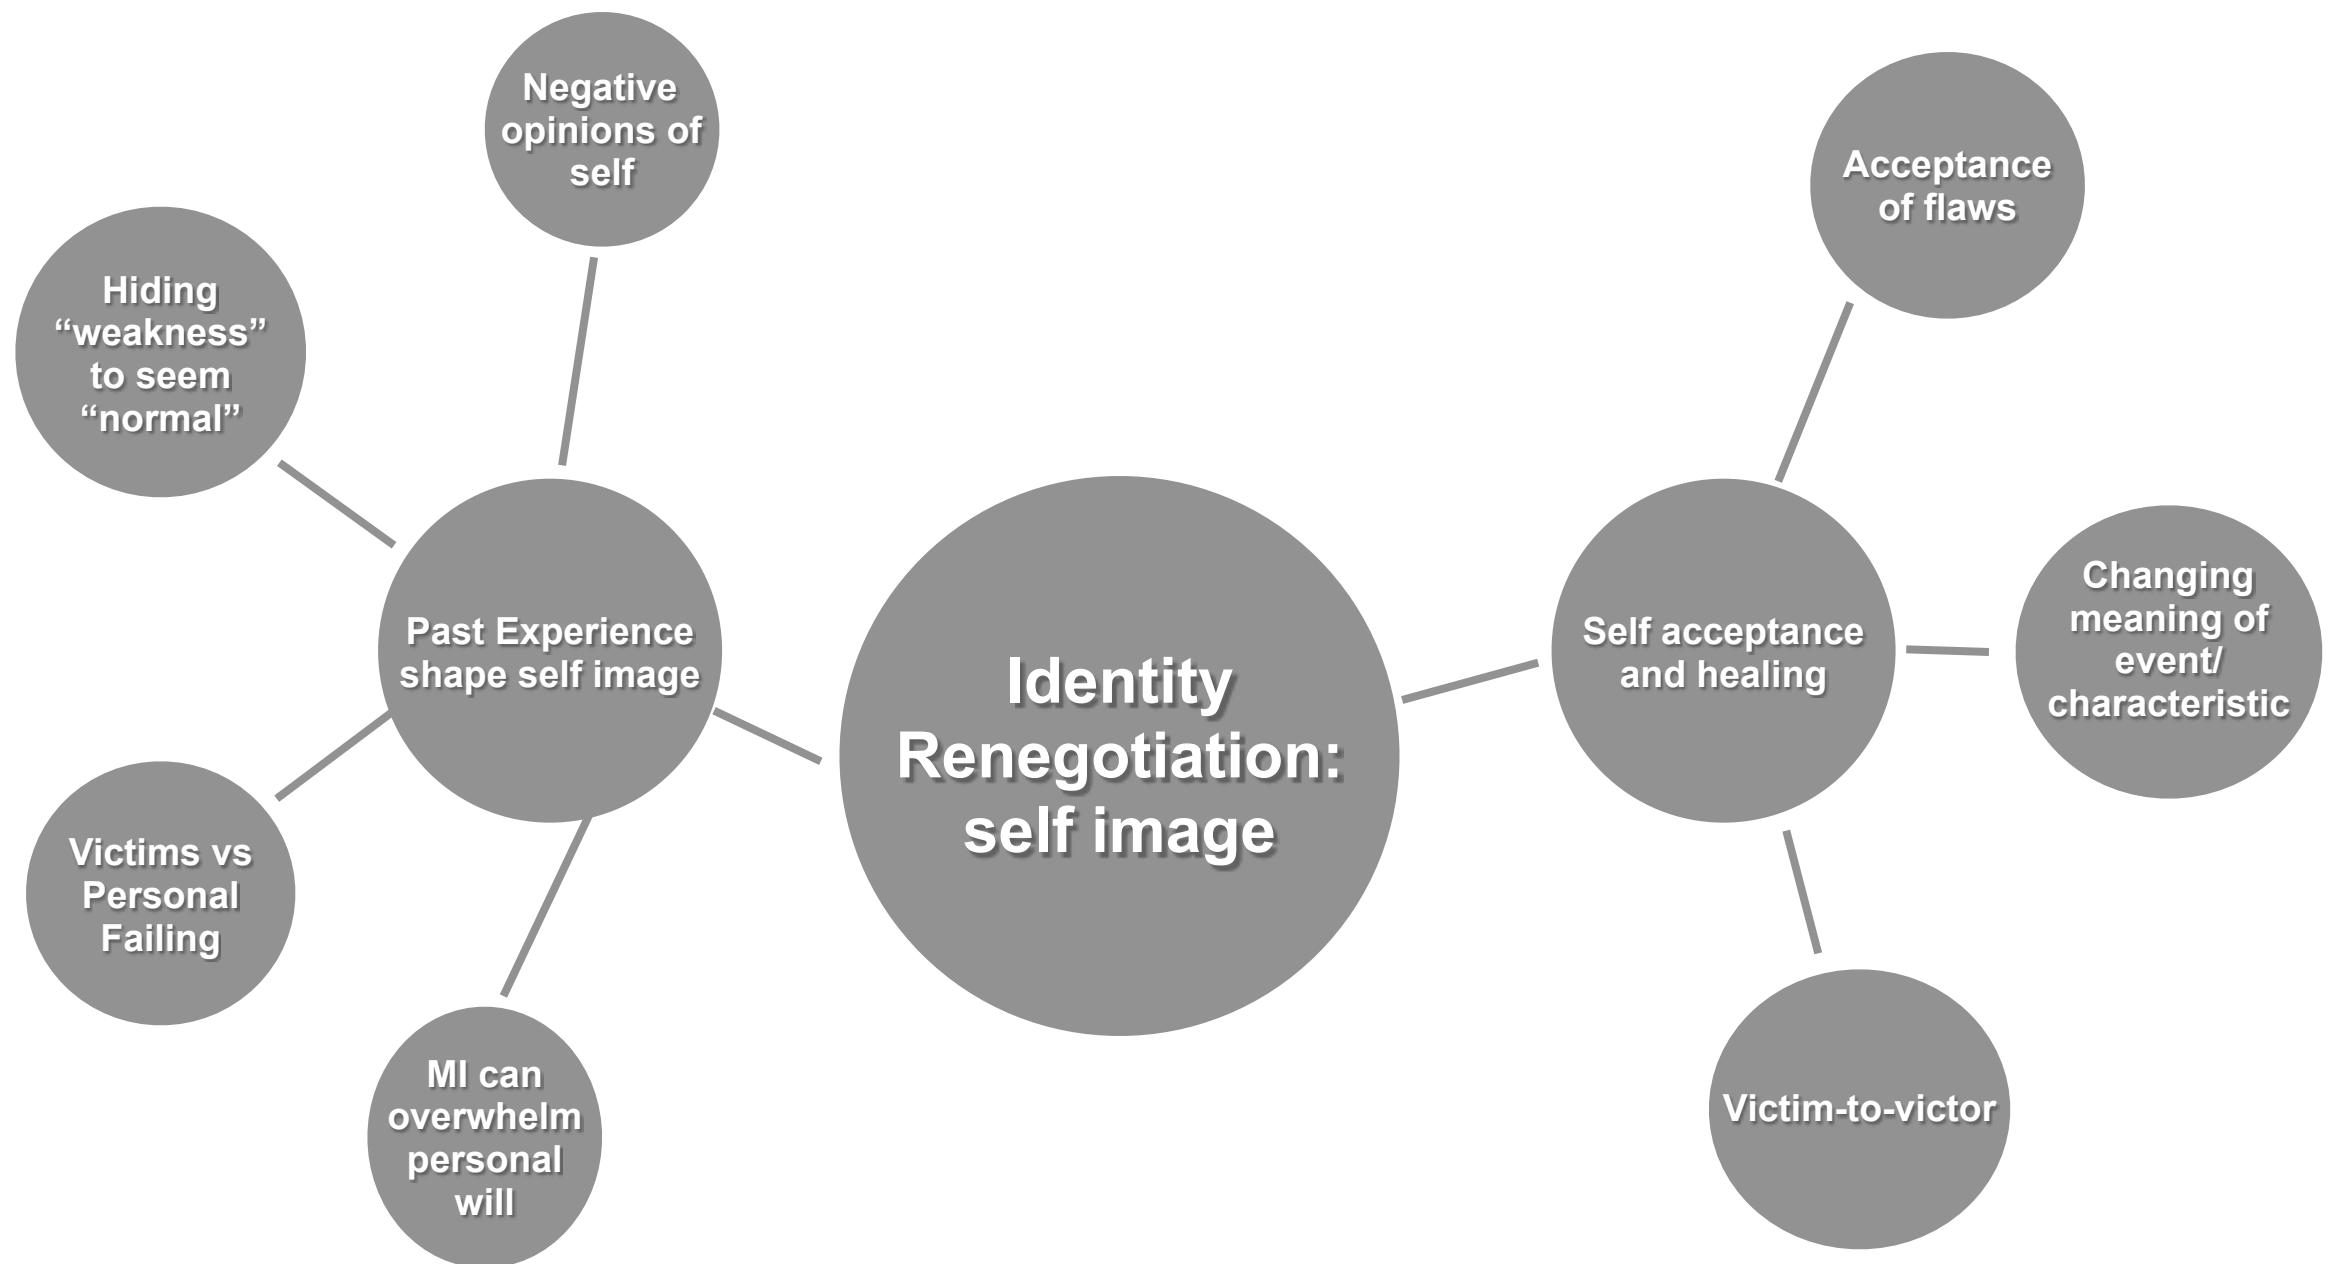 Negative
opinions of
self
Hiding
“weakness”
to seem
“normal”
Past Experience
shape self image
Victims vs
Personal
Failing
MI can
overwhelm
personal
will
Identity
Renegotiation:
self image
Acceptance
of flaws
Self acceptance
and healing
Changing
meaning of
event/
characteristic
Victim-to-victor